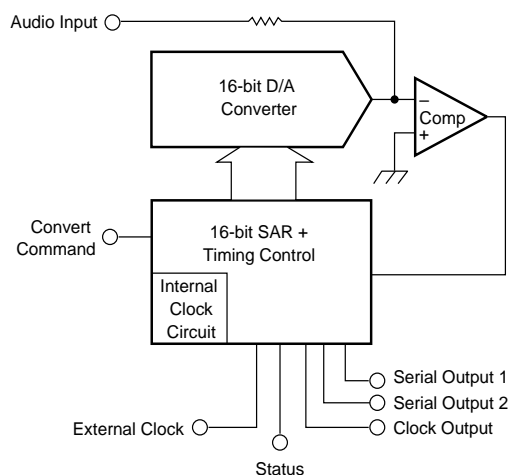 Audio Input
16-bit D/A
Converter
–
Comp
+
Convert
Command
16-bit SAR +
Timing Control
Internal
Clock
Circuit
Serial Output 1
Serial Output 2
External Clock
Clock Output
Status